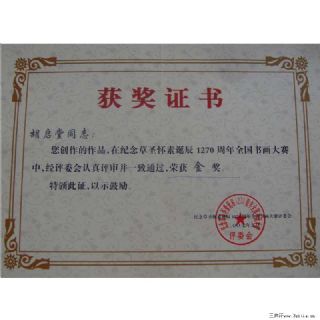 获奖证书
胡启堂同志:
您创作的作品,在纪念草圣怀素诞辰1270周年全国书画大赛
中,经评委会认真评审并一致通过,荣获 金 奖。
特颁此证,以示鼓励。
评委会